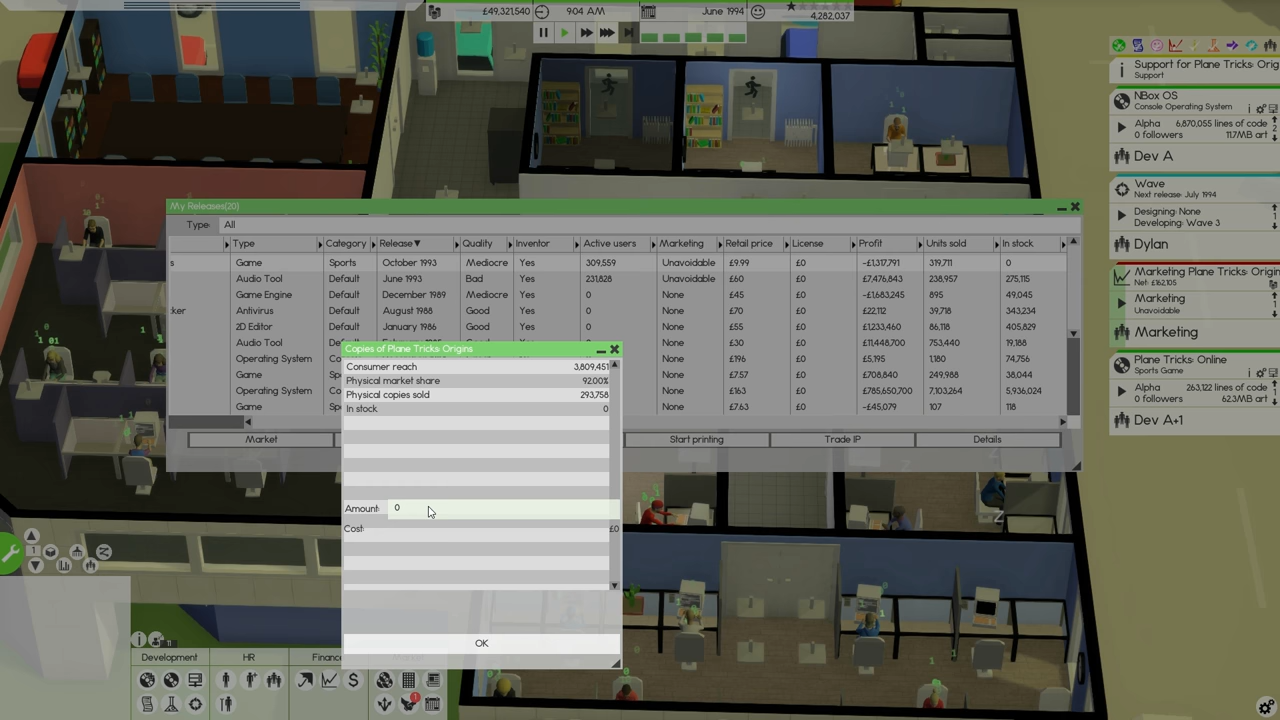 £49,321,540
9:04 AM
June 1994
4,282,037
Support for Plane Tricks: Orig
Support
NBox OS
Console Operating System
Alpha 6,870,055 lines of code
0 followers 117MB art
Dev A
Wave
Next release: July 1994
Designing: None
Developing: Wave 3
Dylan
Marketing Plane Tricks: Origin
Net: £162,105
Marketing
Unavoidable
Marketing
Plane Tricks: Online
Sports Game
Alpha 263,122 lines of code
0 followers 62.3MB art
Dev A+1
My Releases(20)
Type: All
Type Category Release▼ Quality Inventor Active users Marketing Retail price License Profit Units sold In stock
s Game Sports October 1993 Mediocre Yes 309,559 Unavoidable £9.99 £0 -£1,317,791 319,711 0
Audio Tool Default June 1993 Bad Yes 231,828 Unavoidable £60 £0 £7,476,843 238,957 275,115
Game Engine Default December 1989 Mediocre Yes 0 None £45 £0 -£1,683,245 895 49,045
ker Antivirus Default August 1988 Good Yes 0 None £70 £0 £22,112 39,718 343,234
2D Editor Default January 1986 Good Yes 0 None £55 £0 £1,233,460 86,118 405,829
Audio Tool None £30 £0 £11,448,700 753,440 19,188
Operating System None £196 £0 £5,195 1,180 74,756
Game None £7.57 £0 £708,840 249,988 38,044
Operating System None £163 £0 £785,650,700 7,103,264 5,936,024
Game None £7.63 £0 -£45,079 107 118
Market Start printing Trade IP Details
Copies of Plane Tricks: Origins
Consumer reach 3,809,451
Physical market share 92.00%
Physical copies sold 293,758
In stock 0
Amount: 0
Cost: £0
OK
1
Development HR Finance
1